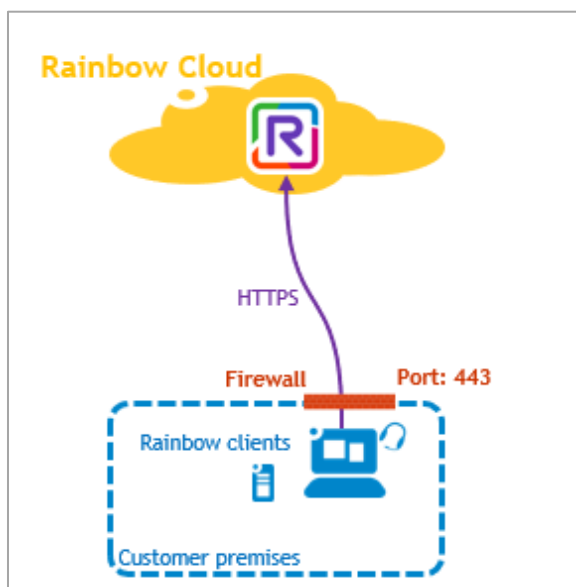 Rainbow Cloud
R
HTTPS
Firewall
Port: 443
Rainbow clients
Customer premises